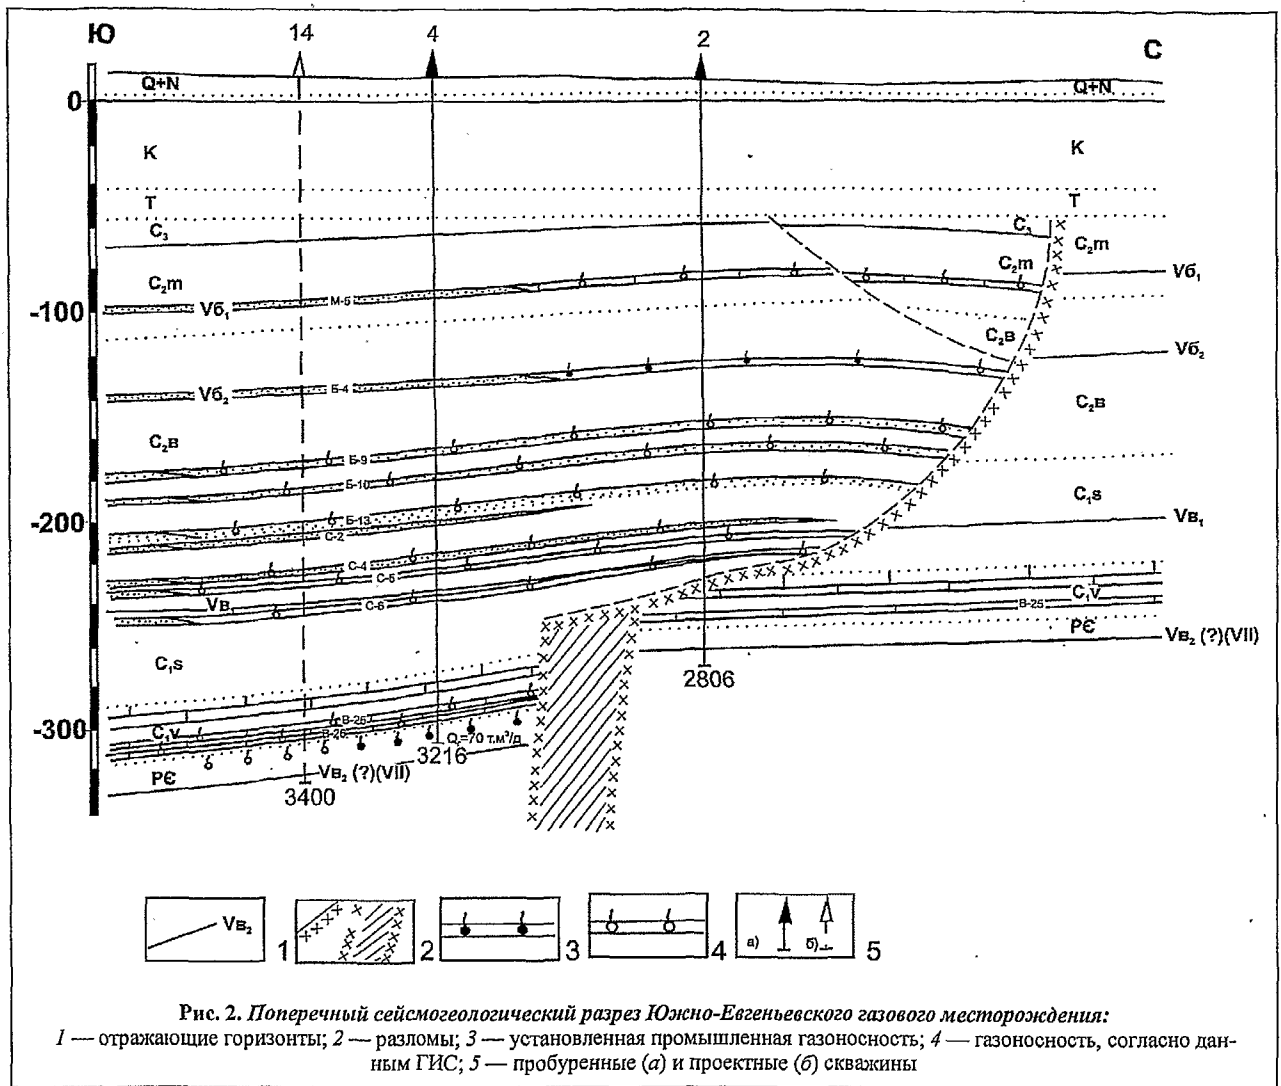 Ю 14 4 2 С
Q+N Q+N
0
K K
T T
C₃ C₃
C₂m C₂m C₂m
Vб₁ М-5 Vб₁
-100
C₂в
Vб₂ Б-4 Vб₂
C₂в C₂в
Б-9
Б-10
C₁s
Б-13
-200 Vв₁
С-2
С-4
С-5
Vв₁ С-6
C₁v
В-25
PЄ
Vв₂ (?)(VII)
C₁s
2806
-300
C₁v В-25
В-26
Qг=70 т.м³/д
3216
PЄ Vв₂ (?)(VII)
3400
Vв₂ 1 2 3 4 а) б) 5
Рис. 2. Поперечный сейсмогеологический разрез Южно-Евгеньевского газового месторождения:
1 — отражающие горизонты; 2 — разломы; 3 — установленная промышленная газоносность; 4 — газоносность, согласно дан-
ным ГИС; 5 — пробуренные (а) и проектные (б) скважины